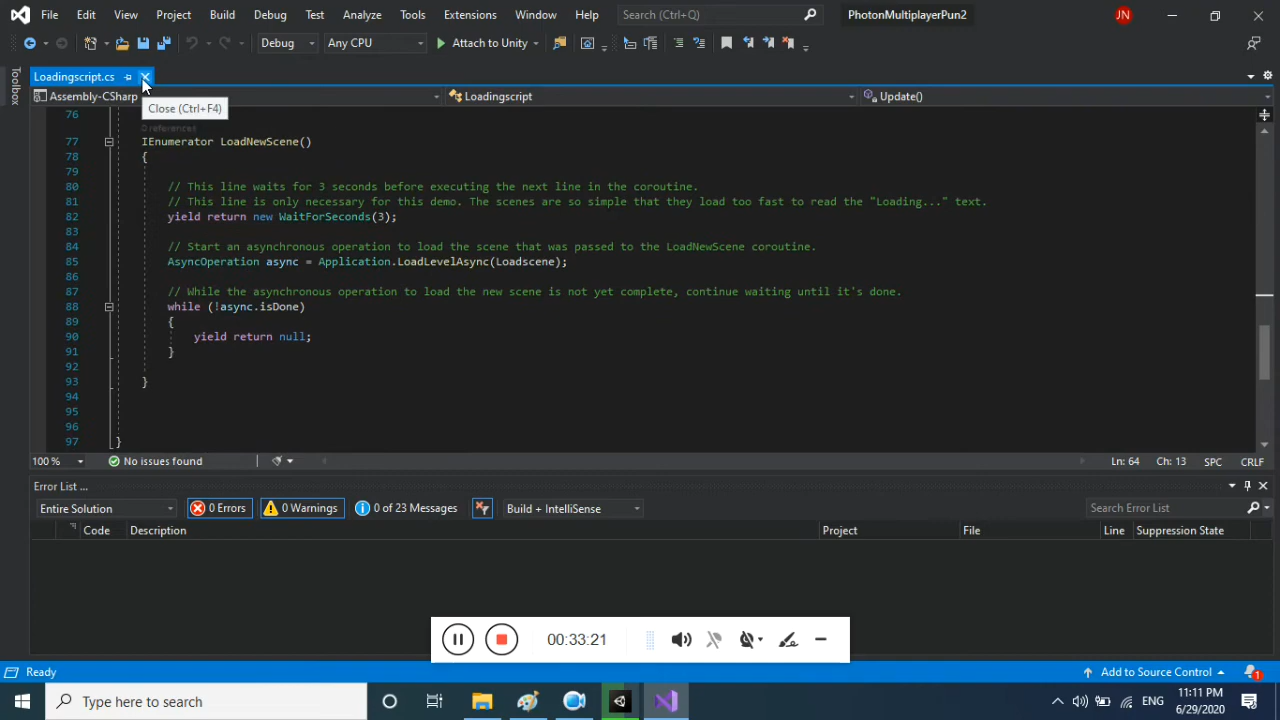 File Edit View Project Build Debug Test Analyze Tools Extensions Window Help Search (Ctrl+Q) PhotonMultiplayerPun2 JN
Debug Any CPU Attach to Unity
Toolbox
Loadingscript.cs
Assembly-CSharp Loadingscript Update()
Close (Ctrl+F4)
76
0 references
77 IEnumerator LoadNewScene()
78 {
79
80 // This line waits for 3 seconds before executing the next line in the coroutine.
81 // This line is only necessary for this demo. The scenes are so simple that they load too fast to read the "Loading..." text.
82 yield return new WaitForSeconds(3);
83
84 // Start an asynchronous operation to load the scene that was passed to the LoadNewScene coroutine.
85 AsyncOperation async = Application.LoadLevelAsync(Loadscene);
86
87 // While the asynchronous operation to load the new scene is not yet complete, continue waiting until it's done.
88 while (!async.isDone)
89 {
90 yield return null;
91 }
92
93 }
94
95
96
97 }
100 % No issues found Ln: 64 Ch: 13 SPC CRLF
Error List ...
Entire Solution 0 Errors 0 Warnings 0 of 23 Messages Build + IntelliSense Search Error List
Code Description Project File Line Suppression State
00:33:21
Ready Add to Source Control 1
Type here to search ENG 11:11 PM
6/29/2020